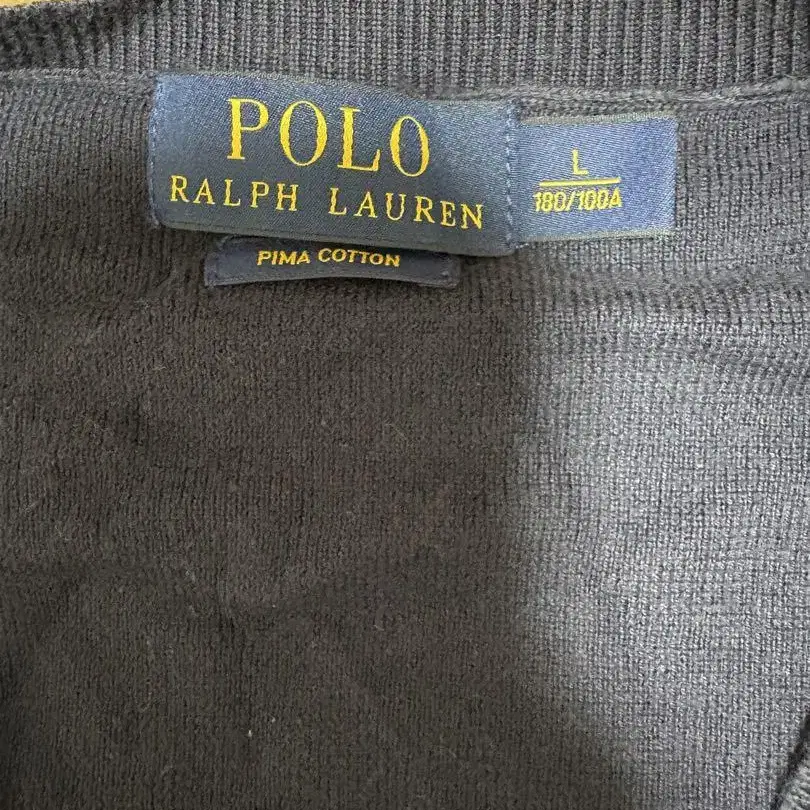 POLO
RALPH LAUREN
L
180/100A
PIMA COTTON